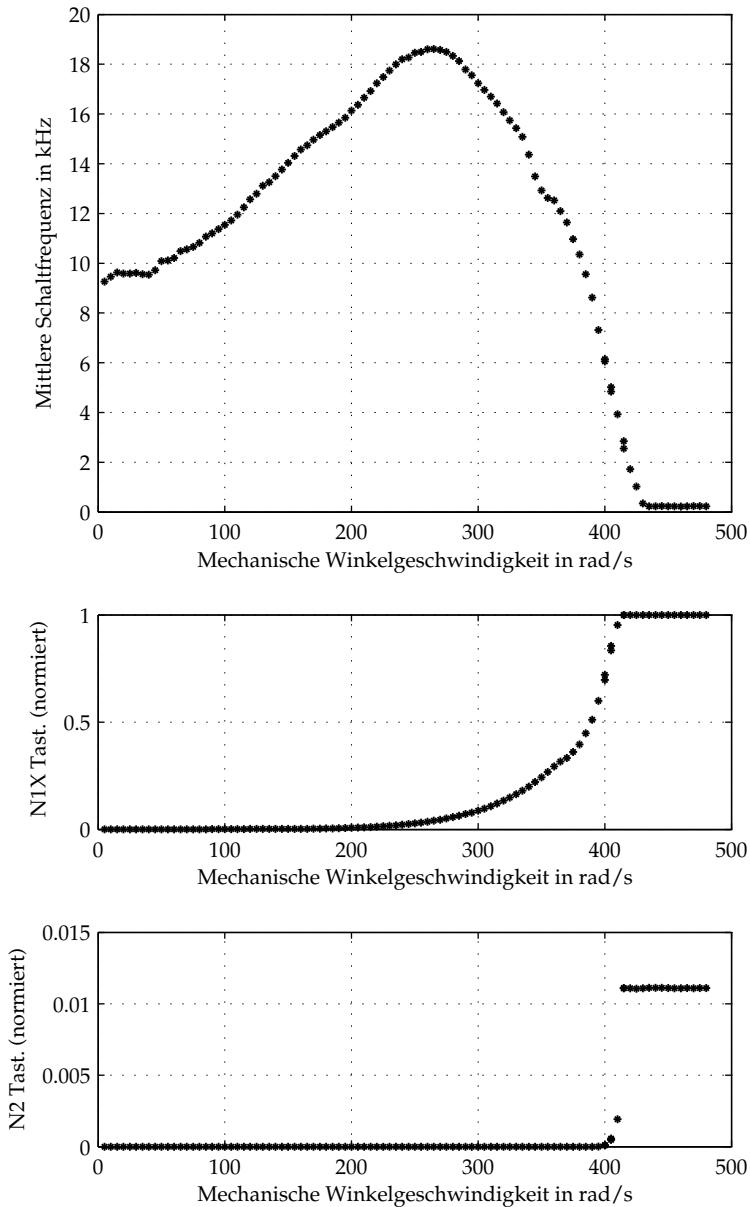 20
18
16
14
12
10
8
6
4
2
0
Mittlere Schaltfrequenz in kHz
0 100 200 300 400 500
Mechanische Winkelgeschwindigkeit in rad/s
1
0.5
0
N1X Tast. (normiert)
0 100 200 300 400 500
Mechanische Winkelgeschwindigkeit in rad/s
0.015
0.01
0.005
0
N2 Tast. (normiert)
0 100 200 300 400 500
Mechanische Winkelgeschwindigkeit in rad/s